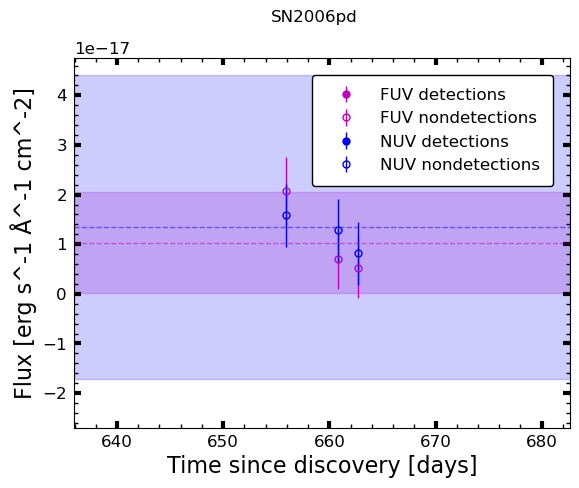 SN2006pd
1e−17
Flux [erg s^-1 Å^-1 cm^-2]
4
3
2
1
0
−1
−2
FUV detections
FUV nondetections
NUV detections
NUV nondetections
640 650 660 670 680
Time since discovery [days]